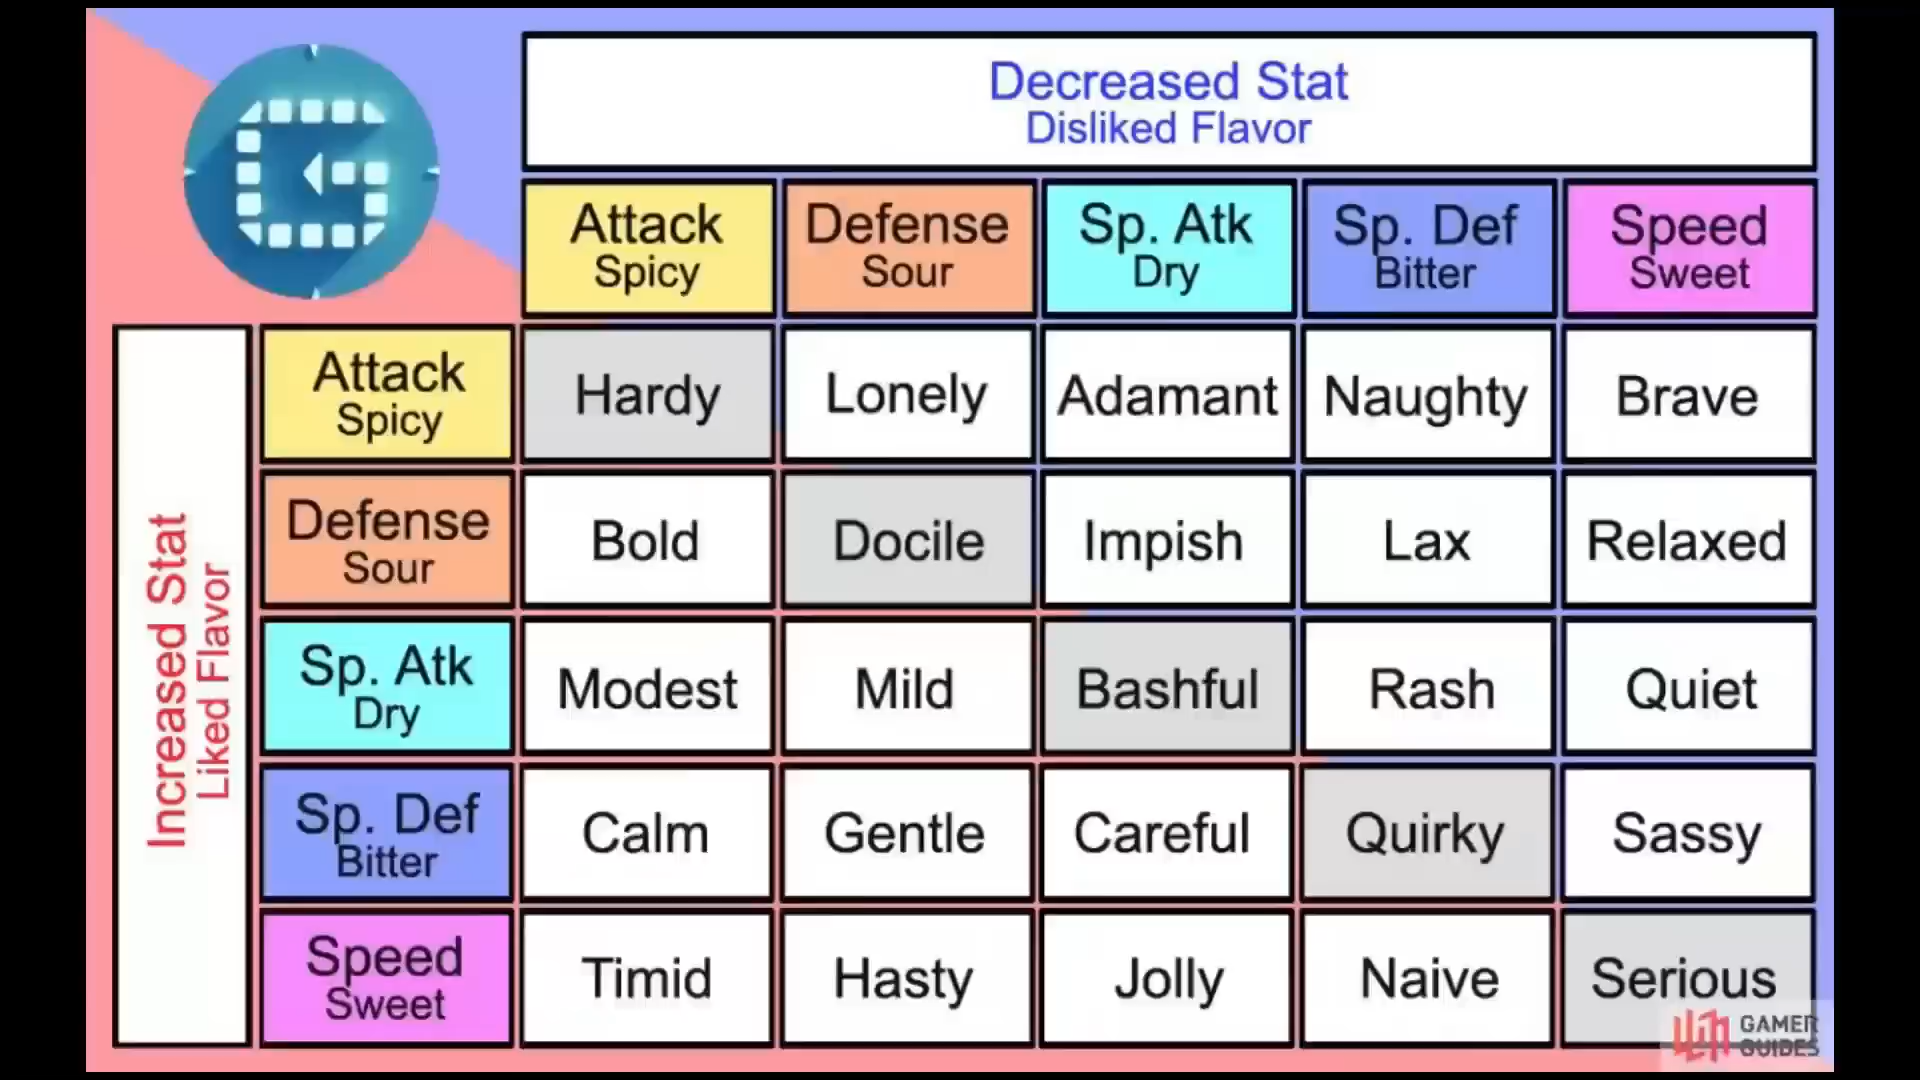 Decreased Stat
Disliked Flavor
Attack
Spicy
Defense
Sour
Sp. Atk
Dry
Sp. Def
Bitter
Speed
Sweet
Increased Stat
Liked Flavor
Attack
Spicy
Hardy
Lonely
Adamant
Naughty
Brave
Defense
Sour
Bold
Docile
Impish
Lax
Relaxed
Sp. Atk
Dry
Modest
Mild
Bashful
Rash
Quiet
Sp. Def
Bitter
Calm
Gentle
Careful
Quirky
Sassy
Speed
Sweet
Timid
Hasty
Jolly
Naive
Serious
GAMER
GUIDES